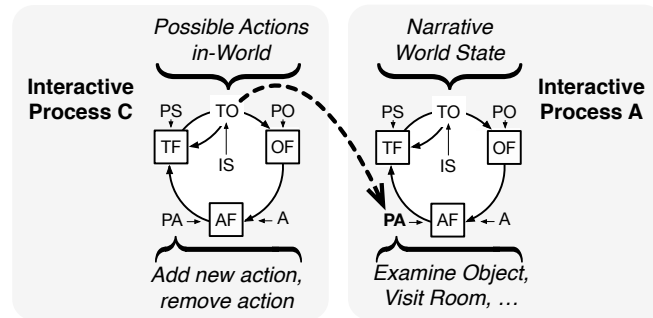 Possible Actions
in-World
Interactive
Process C
PS
TO
PO
TF
OF
IS
PA
AF
A
Add new action,
remove action
Narrative
World State
Interactive
Process A
PS
TO
PO
TF
OF
IS
PA
AF
A
Examine Object,
Visit Room, …